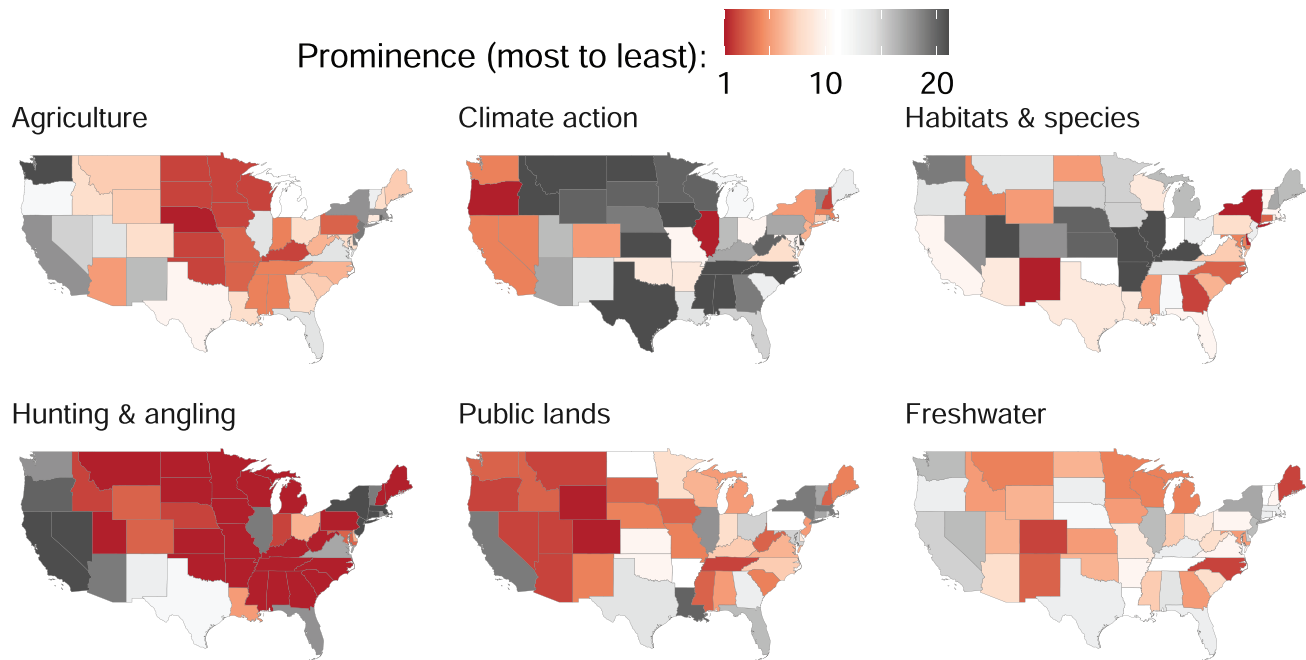 Prominence (most to least):
1 10 20
Agriculture
Climate action
Habitats & species
Hunting & angling
Public lands
Freshwater